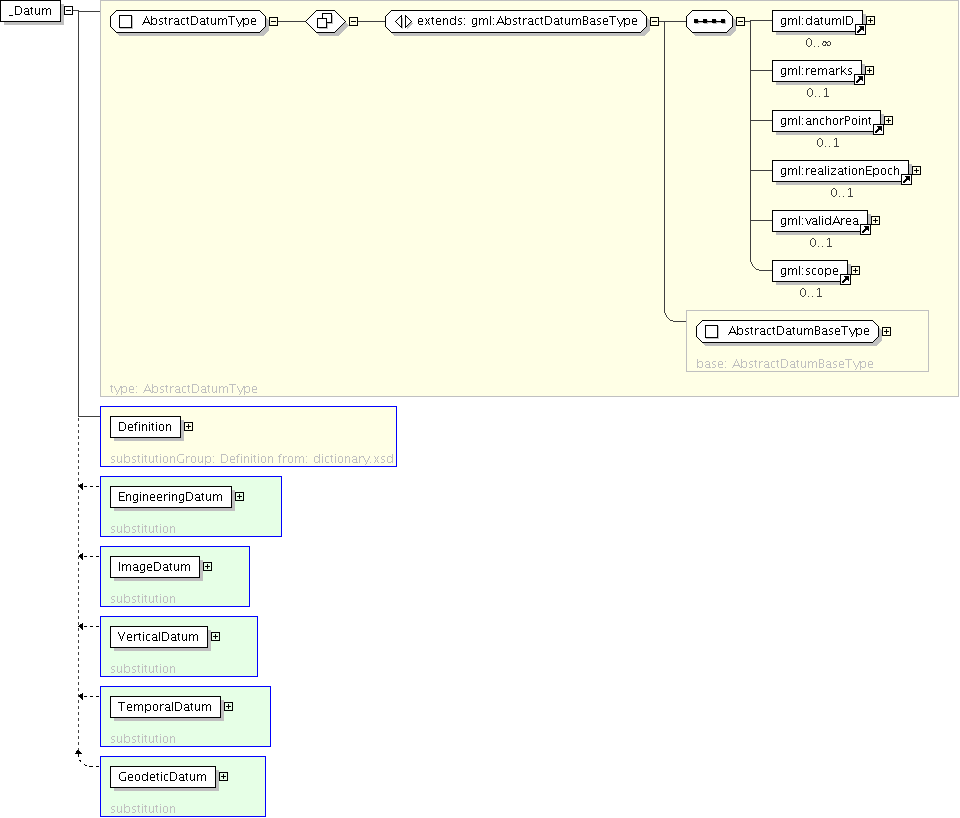 _Datum
AbstractDatumType
extends: gml:AbstractDatumBaseType
gml:datumID
0..∞
gml:remarks
0..1
gml:anchorPoint
0..1
gml:realizationEpoch
0..1
gml:validArea
0..1
gml:scope
0..1
AbstractDatumBaseType
base: AbstractDatumBaseType
type: AbstractDatumType
Definition
substitutionGroup: Definition from: dictionary.xsd
EngineeringDatum
substitution
ImageDatum
substitution
VerticalDatum
substitution
TemporalDatum
substitution
GeodeticDatum
substitution